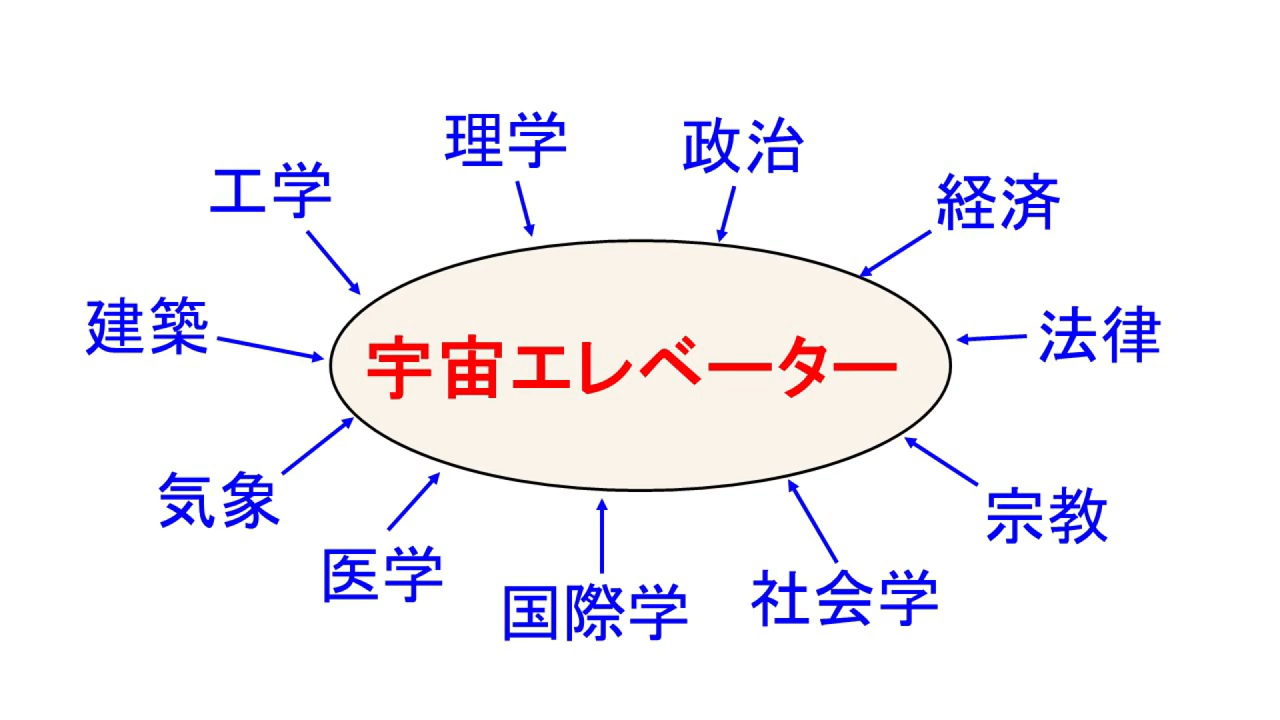 理学
政治
工学
経済
建築
法律
宇宙エレベーター
気象
宗教
医学
国際学
社会学